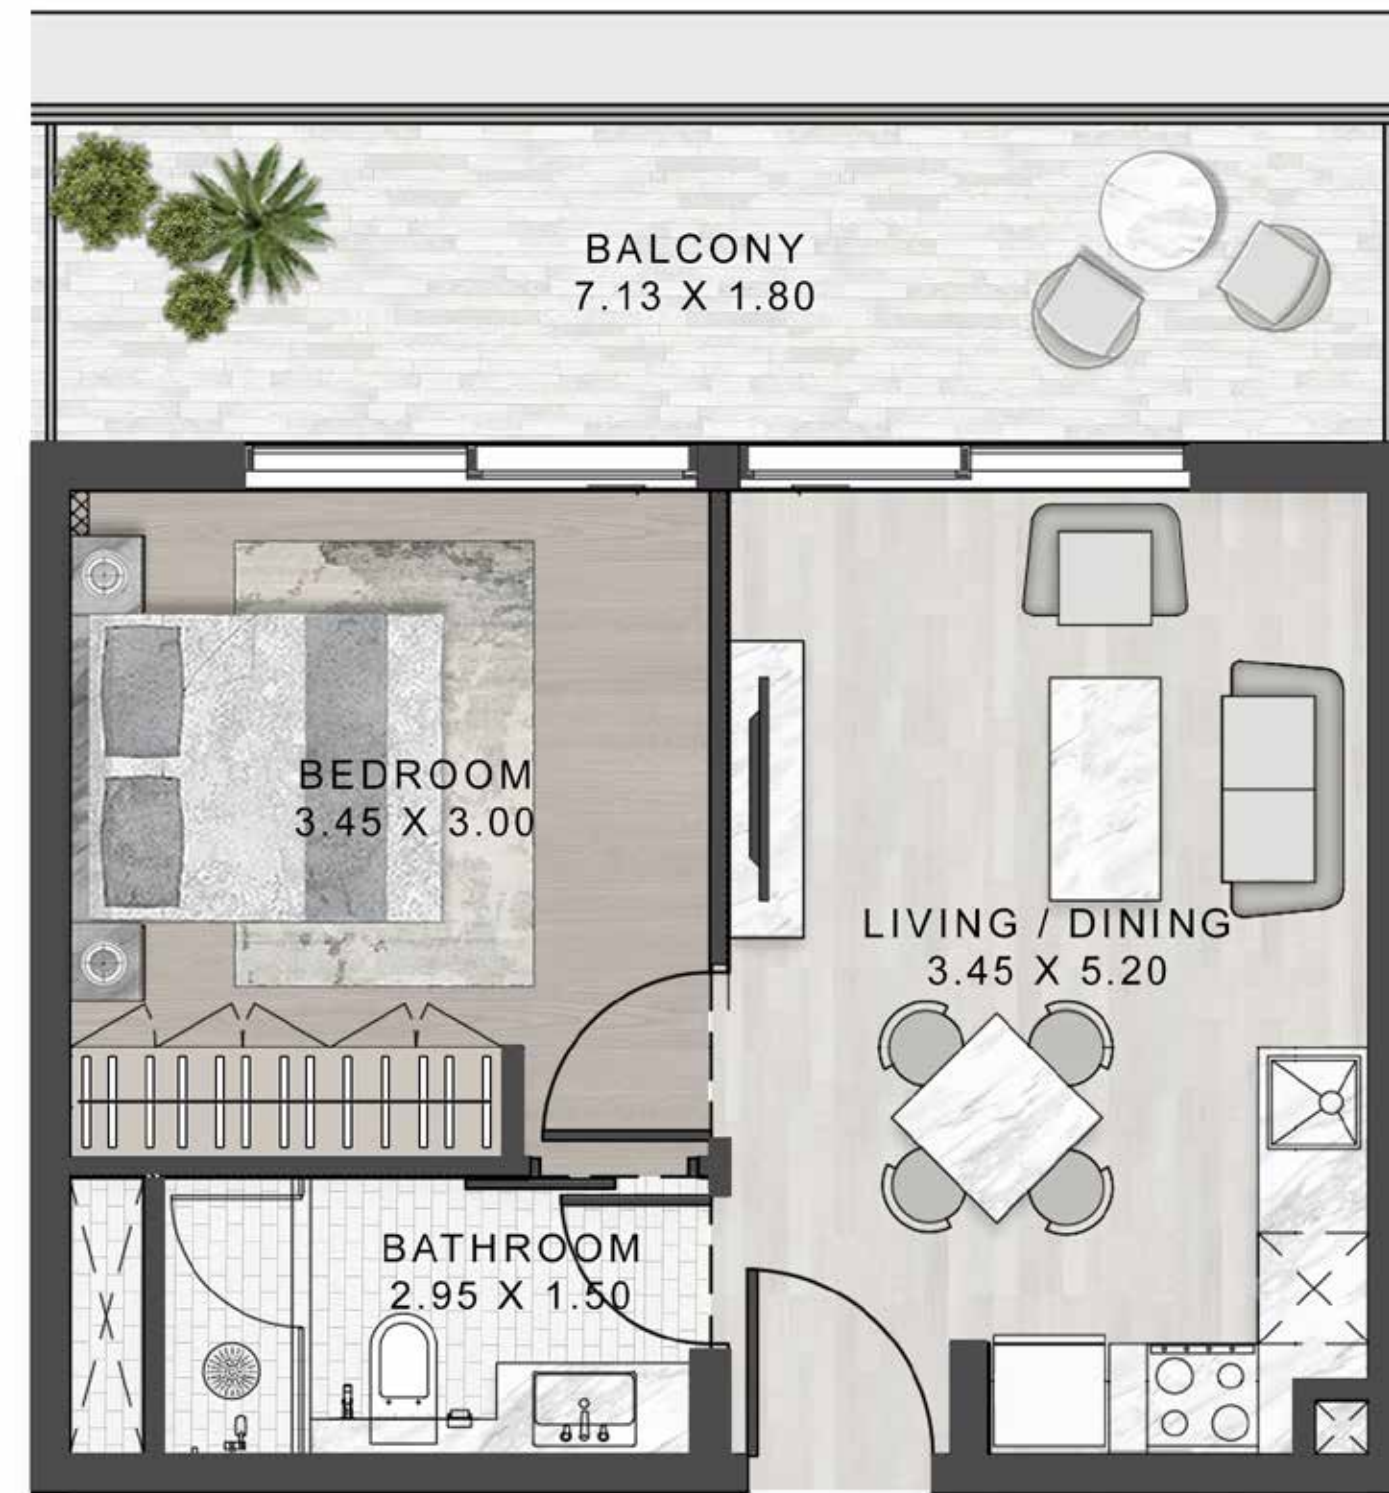 BALCONY
7.13 X 1.80
BEDROOM
3.45 X 3.00
LIVING / DINING
3.45 X 5.20
BATHROOM
2.95 X 1.50